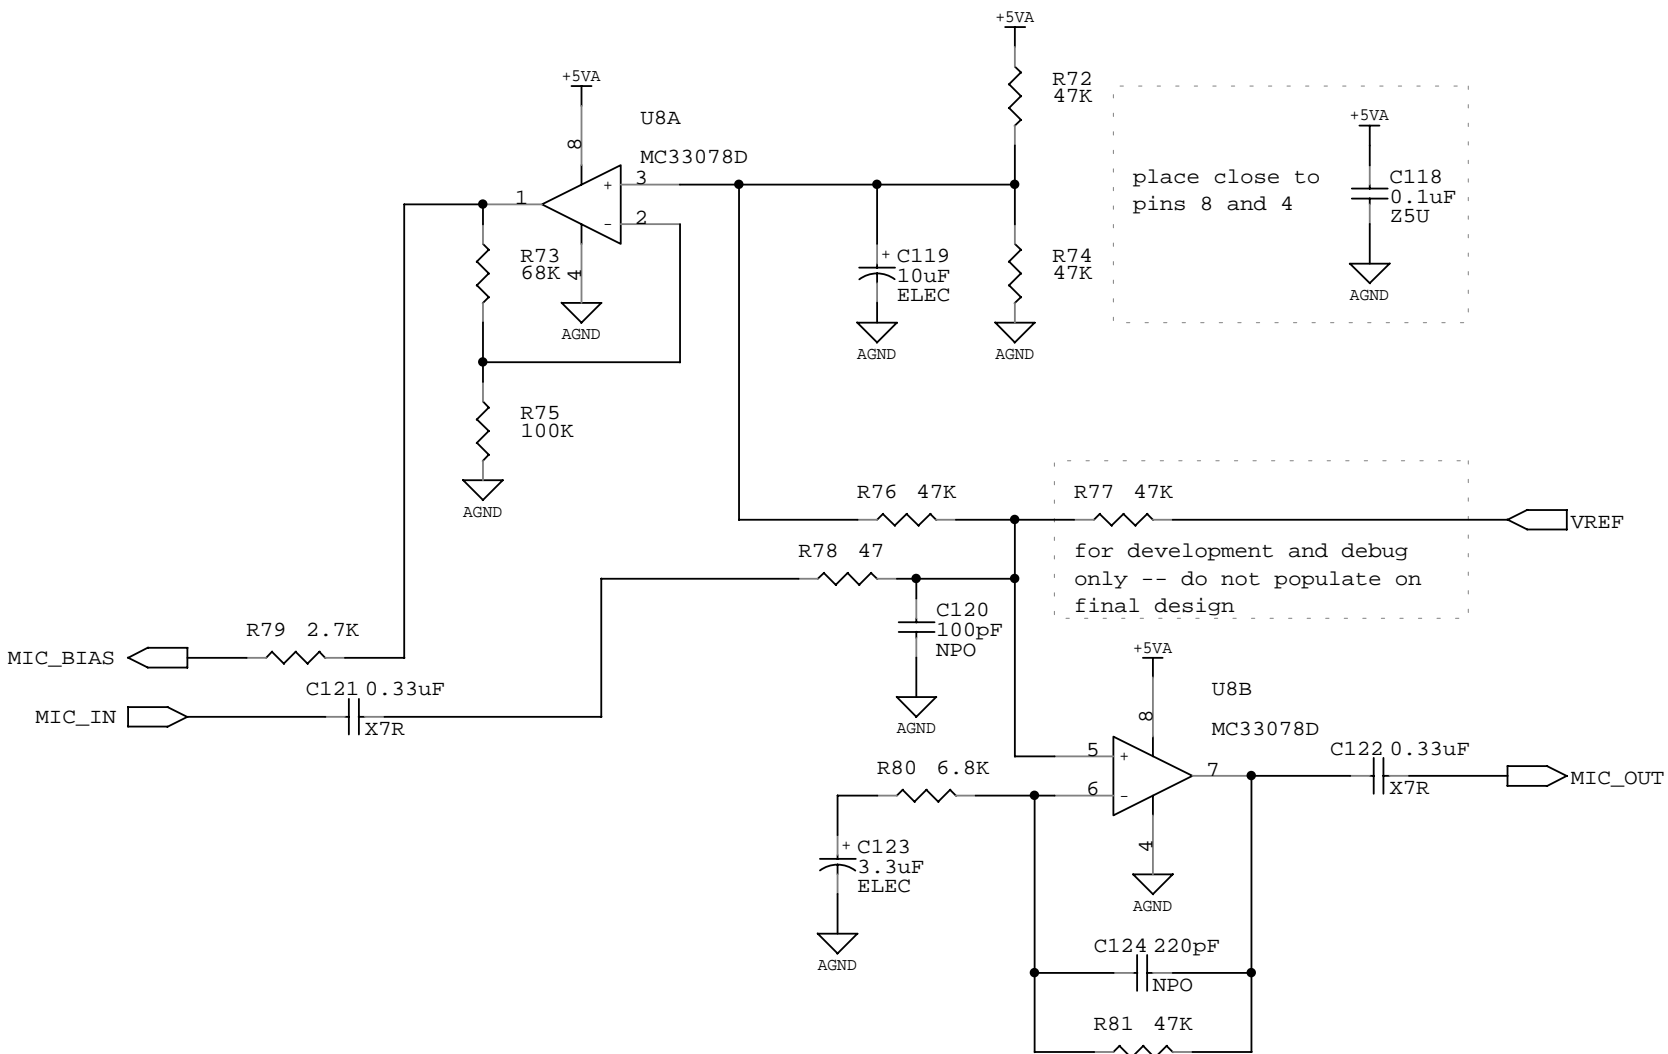 +5VA
R72
47K
+5VA
U8A
MC33078D
8
3
+
1
2
-
4
AGND
R73
68K
+ C119
10uF
ELEC
AGND
R74
47K
AGND
+5VA
place close to
pins 8 and 4
C118
0.1uF
Z5U
AGND
R75
100K
AGND
R76 47K
R77 47K
VREF
for development and debug
only -- do not populate on
final design
R78 47
C120
100pF
NPO
AGND
R79 2.7K
MIC_BIAS
C121 0.33uF
MIC_IN
X7R
+5VA
U8B
MC33078D
8
5
+
6
-
7
4
AGND
C122 0.33uF
X7R
MIC_OUT
R80 6.8K
+ C123
3.3uF
ELEC
AGND
C124 220pF
NPO
R81 47K